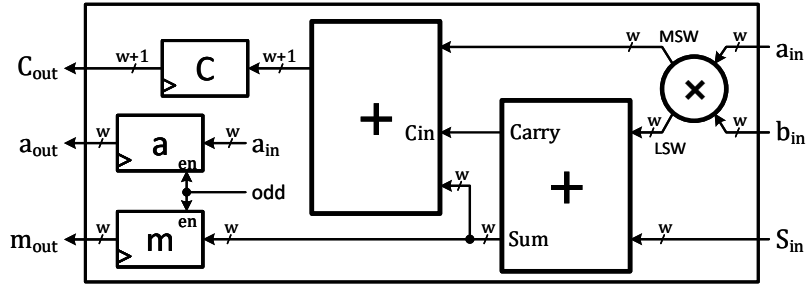 w+1 w+1 w MSW w
C_out C a_in
+ ×
w a w a_in Cin Carry w LSW w
a_out en b_in
odd w +
w m en w w Sum w
m_out S_in